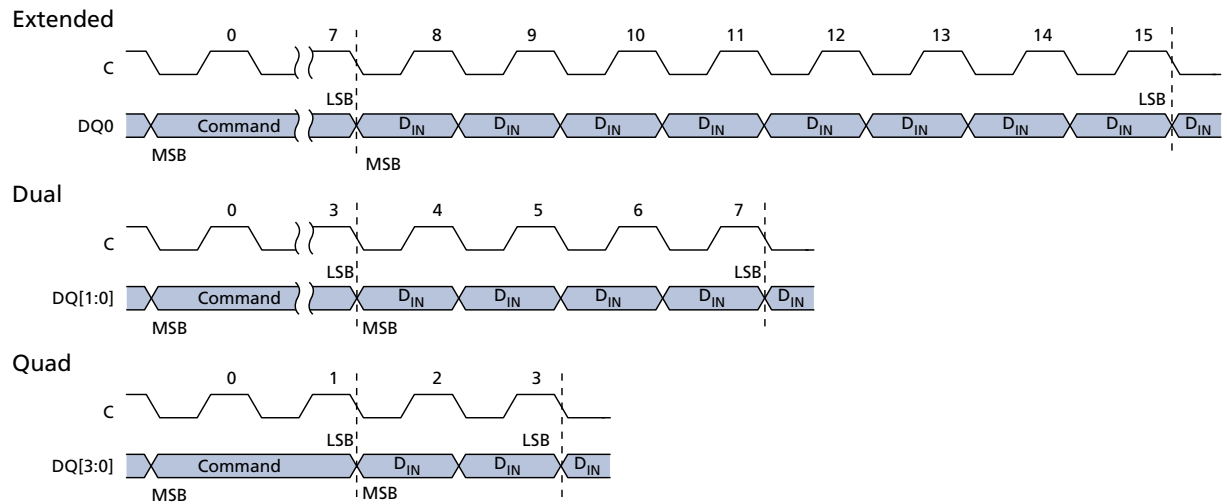 Extended
0 7 8 9 10 11 12 13 14 15
C
LSB LSB
DQ0 Command DIN DIN DIN DIN DIN DIN DIN DIN DIN
MSB MSB
Dual
0 3 4 5 6 7
C
LSB LSB
DQ[1:0] Command DIN DIN DIN DIN DIN
MSB MSB
Quad
0 1 2 3
C
LSB LSB
DQ[3:0] Command DIN DIN DIN
MSB MSB